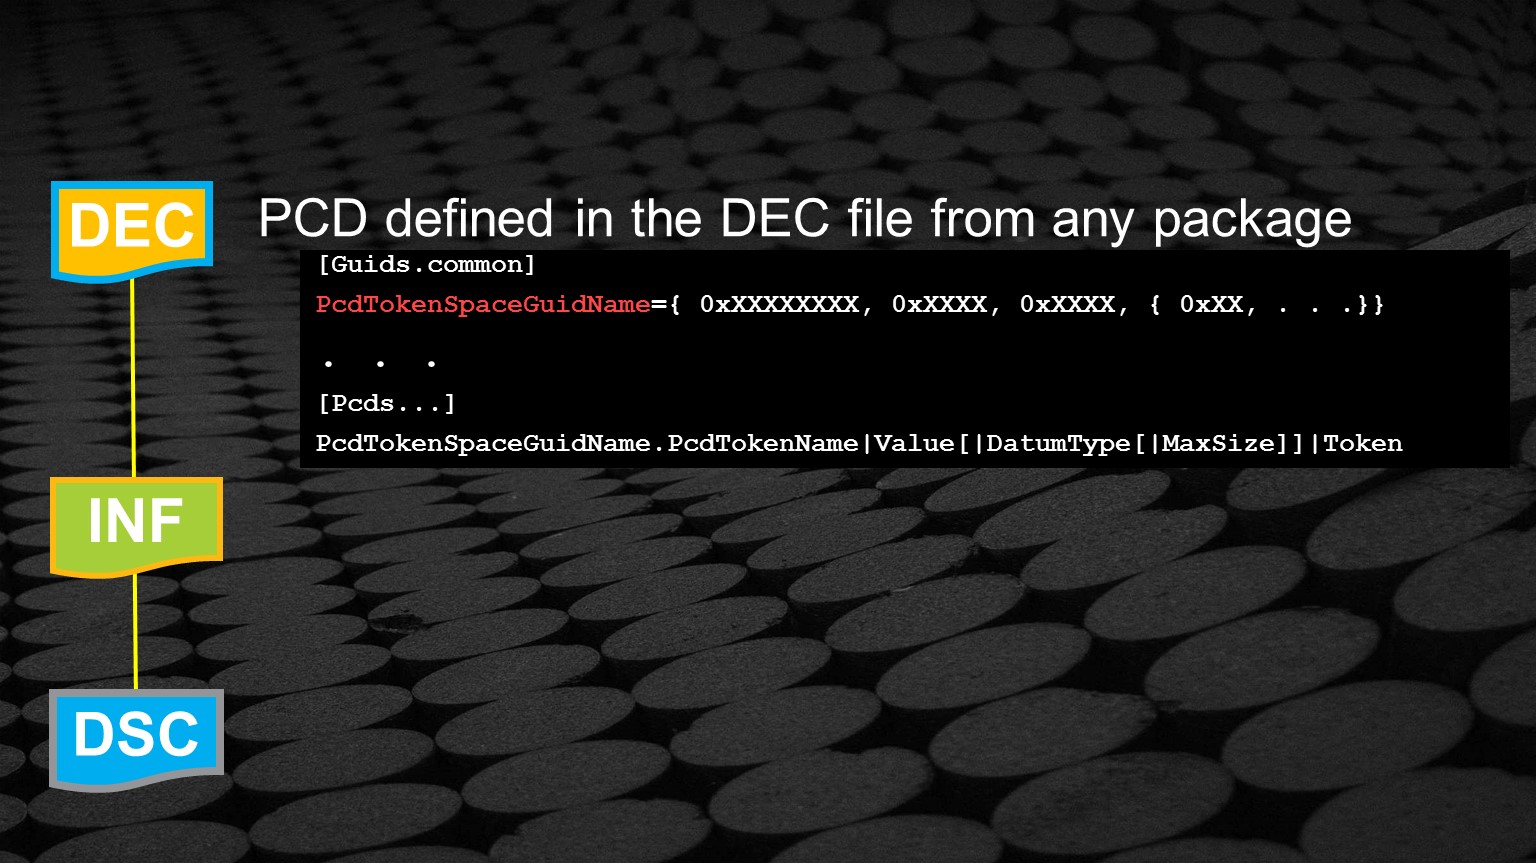 DEC
PCD defined in the DEC file from any package
[Guids.common]
PcdTokenSpaceGuidName={ 0xXXXXXXXX, 0xXXXX, 0xXXXX, { 0xXX, . . .}}
. . .
[Pcds...]
PcdTokenSpaceGuidName.PcdTokenName|Value[|DatumType[|MaxSize]]|Token
INF
DSC